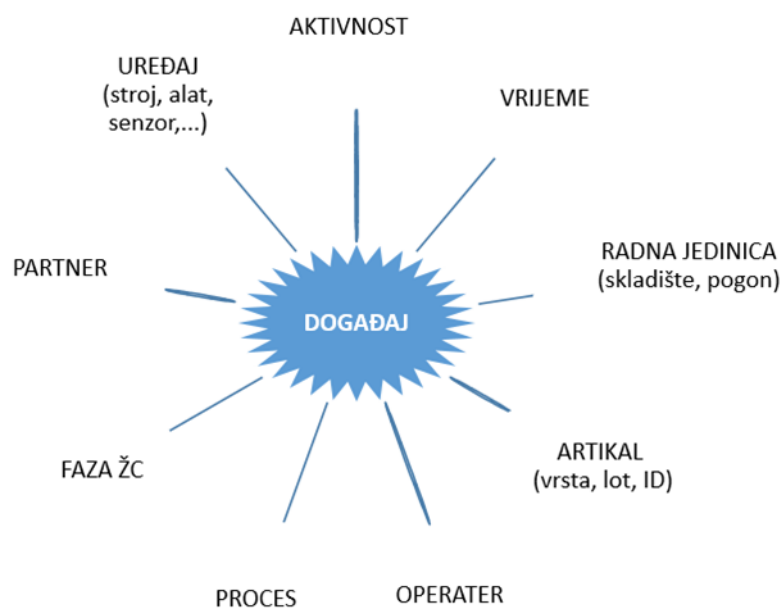 AKTIVNOST
UREĐAJ
(stroj, alat,
senzor,...)
VRIJEME
PARTNER
RADNA JEDINICA
(skladište, pogon)
DOGAĐAJ
FAZA ŽC
ARTIKAL
(vrsta, lot, ID)
PROCES
OPERATER